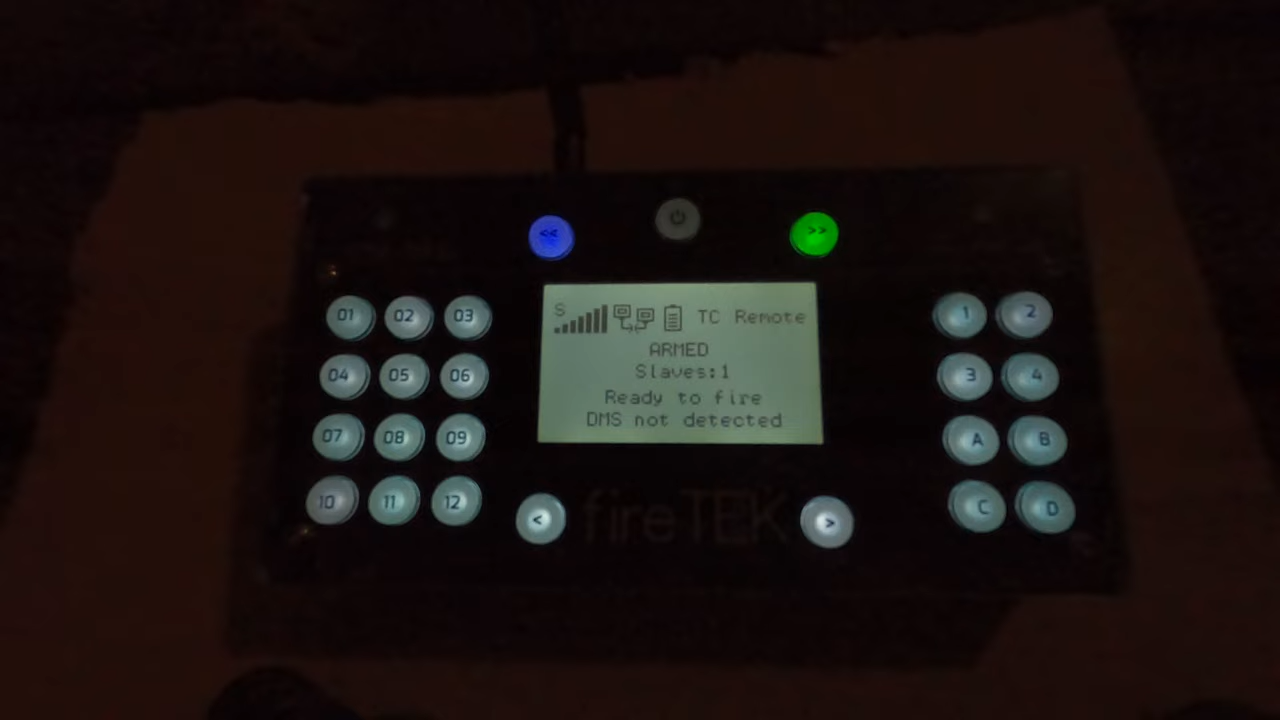 << >>
S TC Remote
ARMED
Slaves:1
Ready to fire
DMS not detected
01 02 03
04 05 06
07 08 09
10 11 12
1 2
3 4
A B
C D
< fireTEK >